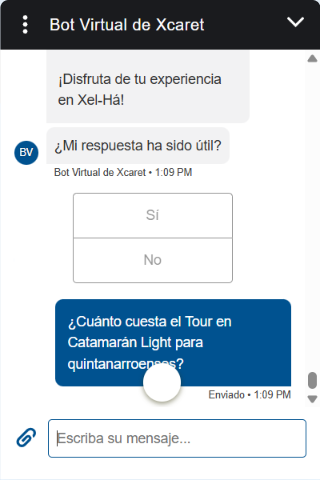 Bot Virtual de Xcaret
¡Disfruta de tu experiencia
en Xel-Há!
BV
¿Mi respuesta ha sido útil?
Bot Virtual de Xcaret • 1:09 PM
Sí
No
¿Cuánto cuesta el Tour en
Catamarán Light para
quintanarroenses?
Enviado • 1:09 PM
Escriba su mensaje...